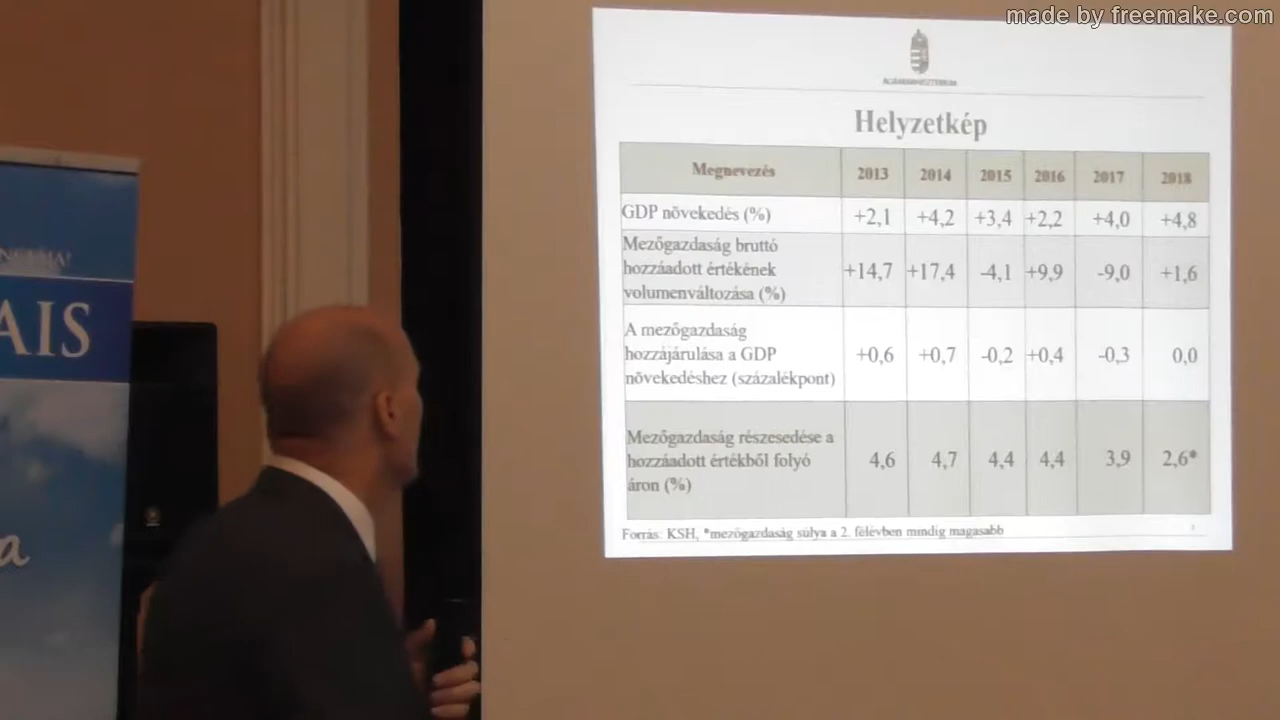 made by freemake.com
AGRÁRMINISZTÉRIUM
Helyzetkép
Megnevezés 2013 2014 2015 2016 2017 2018
GDP növekedés (%) +2,1 +4,2 +3,4 +2,2 +4,0 +4,8
Mezőgazdaság bruttó
hozzáadott értékének +14,7 +17,4 -4,1 +9,9 -9,0 +1,6
volumenváltozása (%)
A mezőgazdaság
hozzájárulása a GDP +0,6 +0,7 -0,2 +0,4 -0,3 0,0
növekedéshez (százalékpont)
Mezőgazdaság részesedése a
hozzáadott értékből folyó 4,6 4,7 4,4 4,4 3,9 2,6*
áron (%)
Forrás: KSH, *mezőgazdaság súlya a 2. félévben mindig magasabb
AIS
a